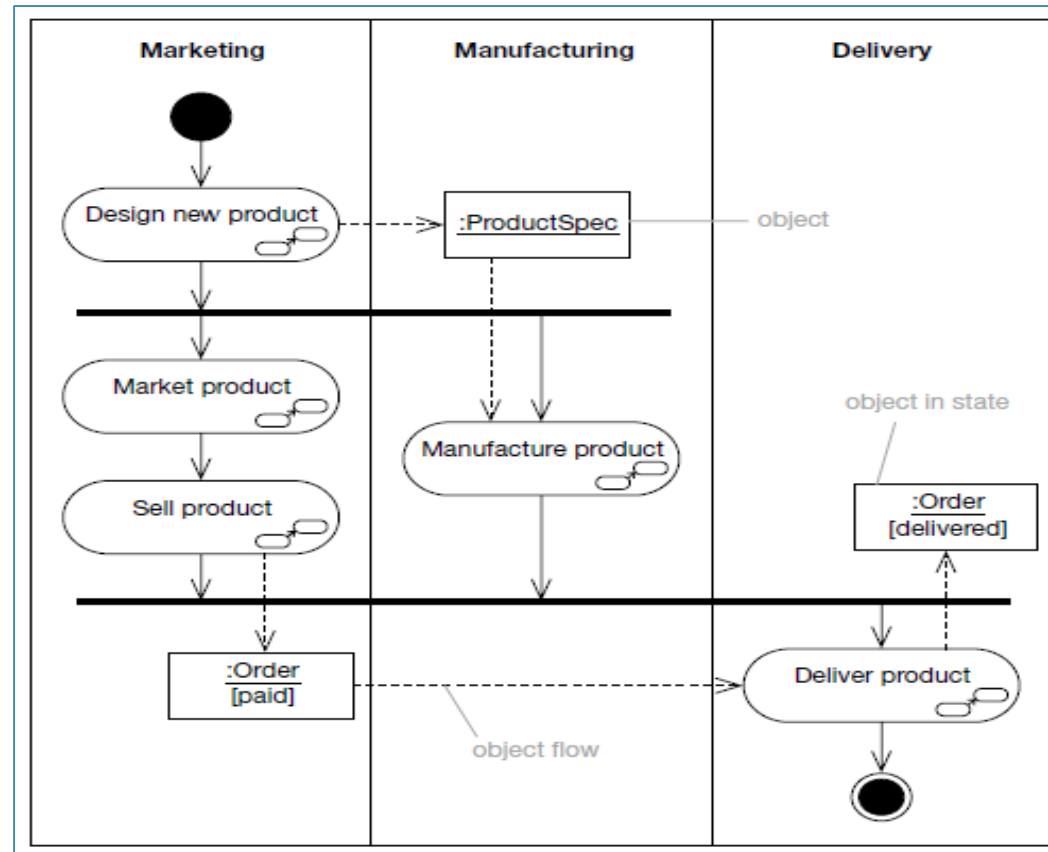 Marketing
Manufacturing
Delivery
Design new product
:ProductSpec
object
Market product
object in state
Manufacture product
Sell product
:Order
[delivered]
:Order
[paid]
Deliver product
object flow